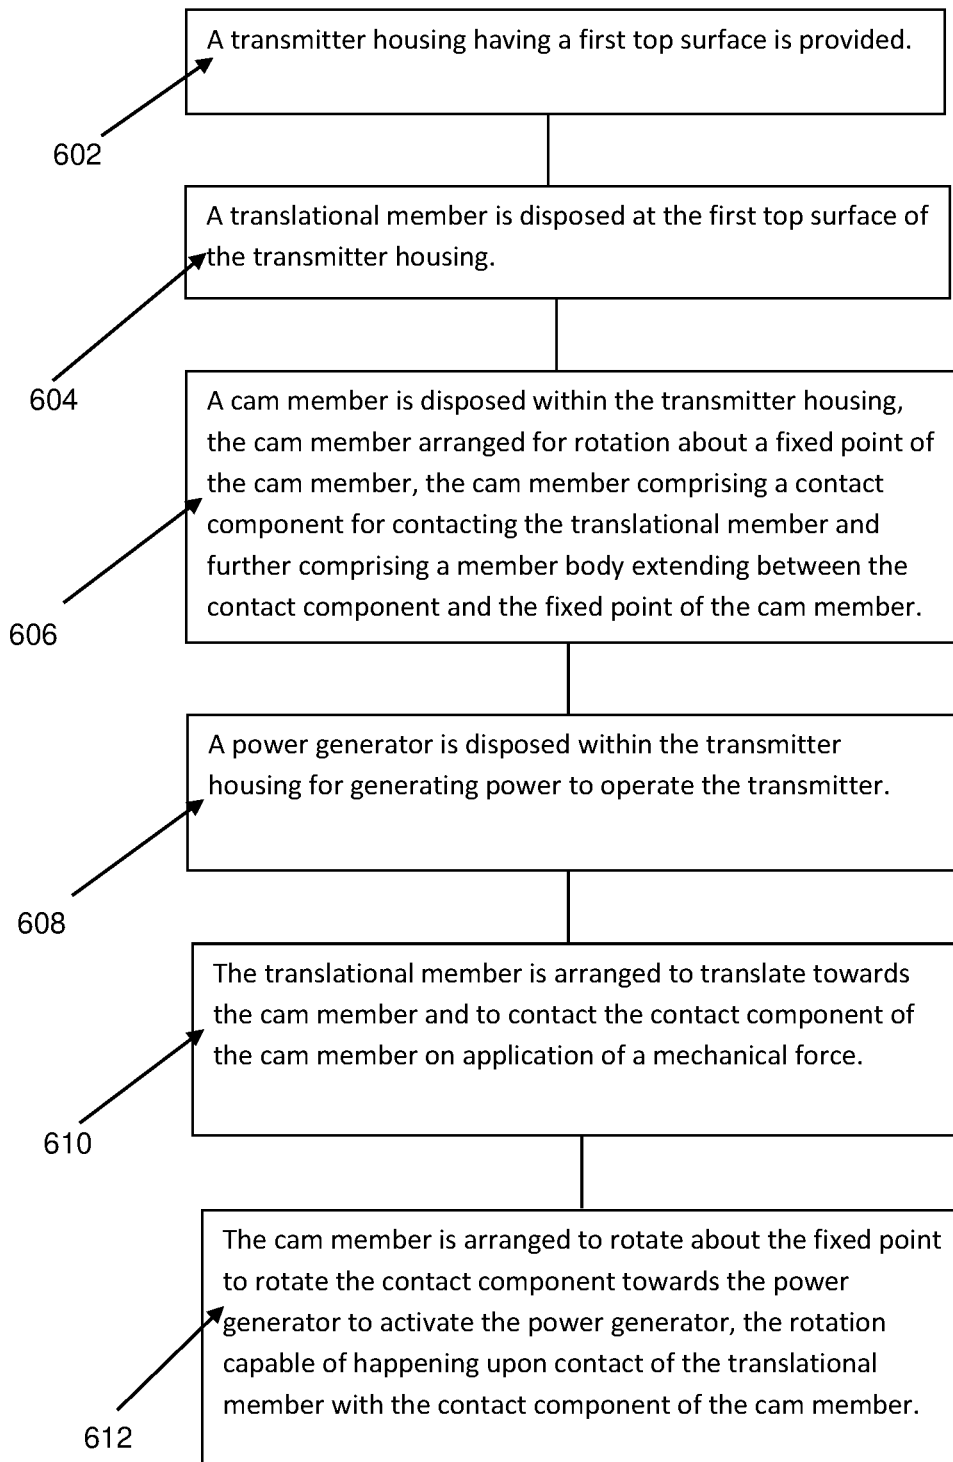 A transmitter housing having a first top surface is provided.
602
A translational member is disposed at the first top surface of
the transmitter housing.
604
A cam member is disposed within the transmitter housing,
the cam member arranged for rotation about a fixed point of
the cam member, the cam member comprising a contact
component for contacting the translational member and
further comprising a member body extending between the
contact component and the fixed point of the cam member.
606
A power generator is disposed within the transmitter
housing for generating power to operate the transmitter.
608
The translational member is arranged to translate towards
the cam member and to contact the contact component of
the cam member on application of a mechanical force.
610
The cam member is arranged to rotate about the fixed point
to rotate the contact component towards the power
generator to activate the power generator, the rotation
capable of happening upon contact of the translational
member with the contact component of the cam member.
612